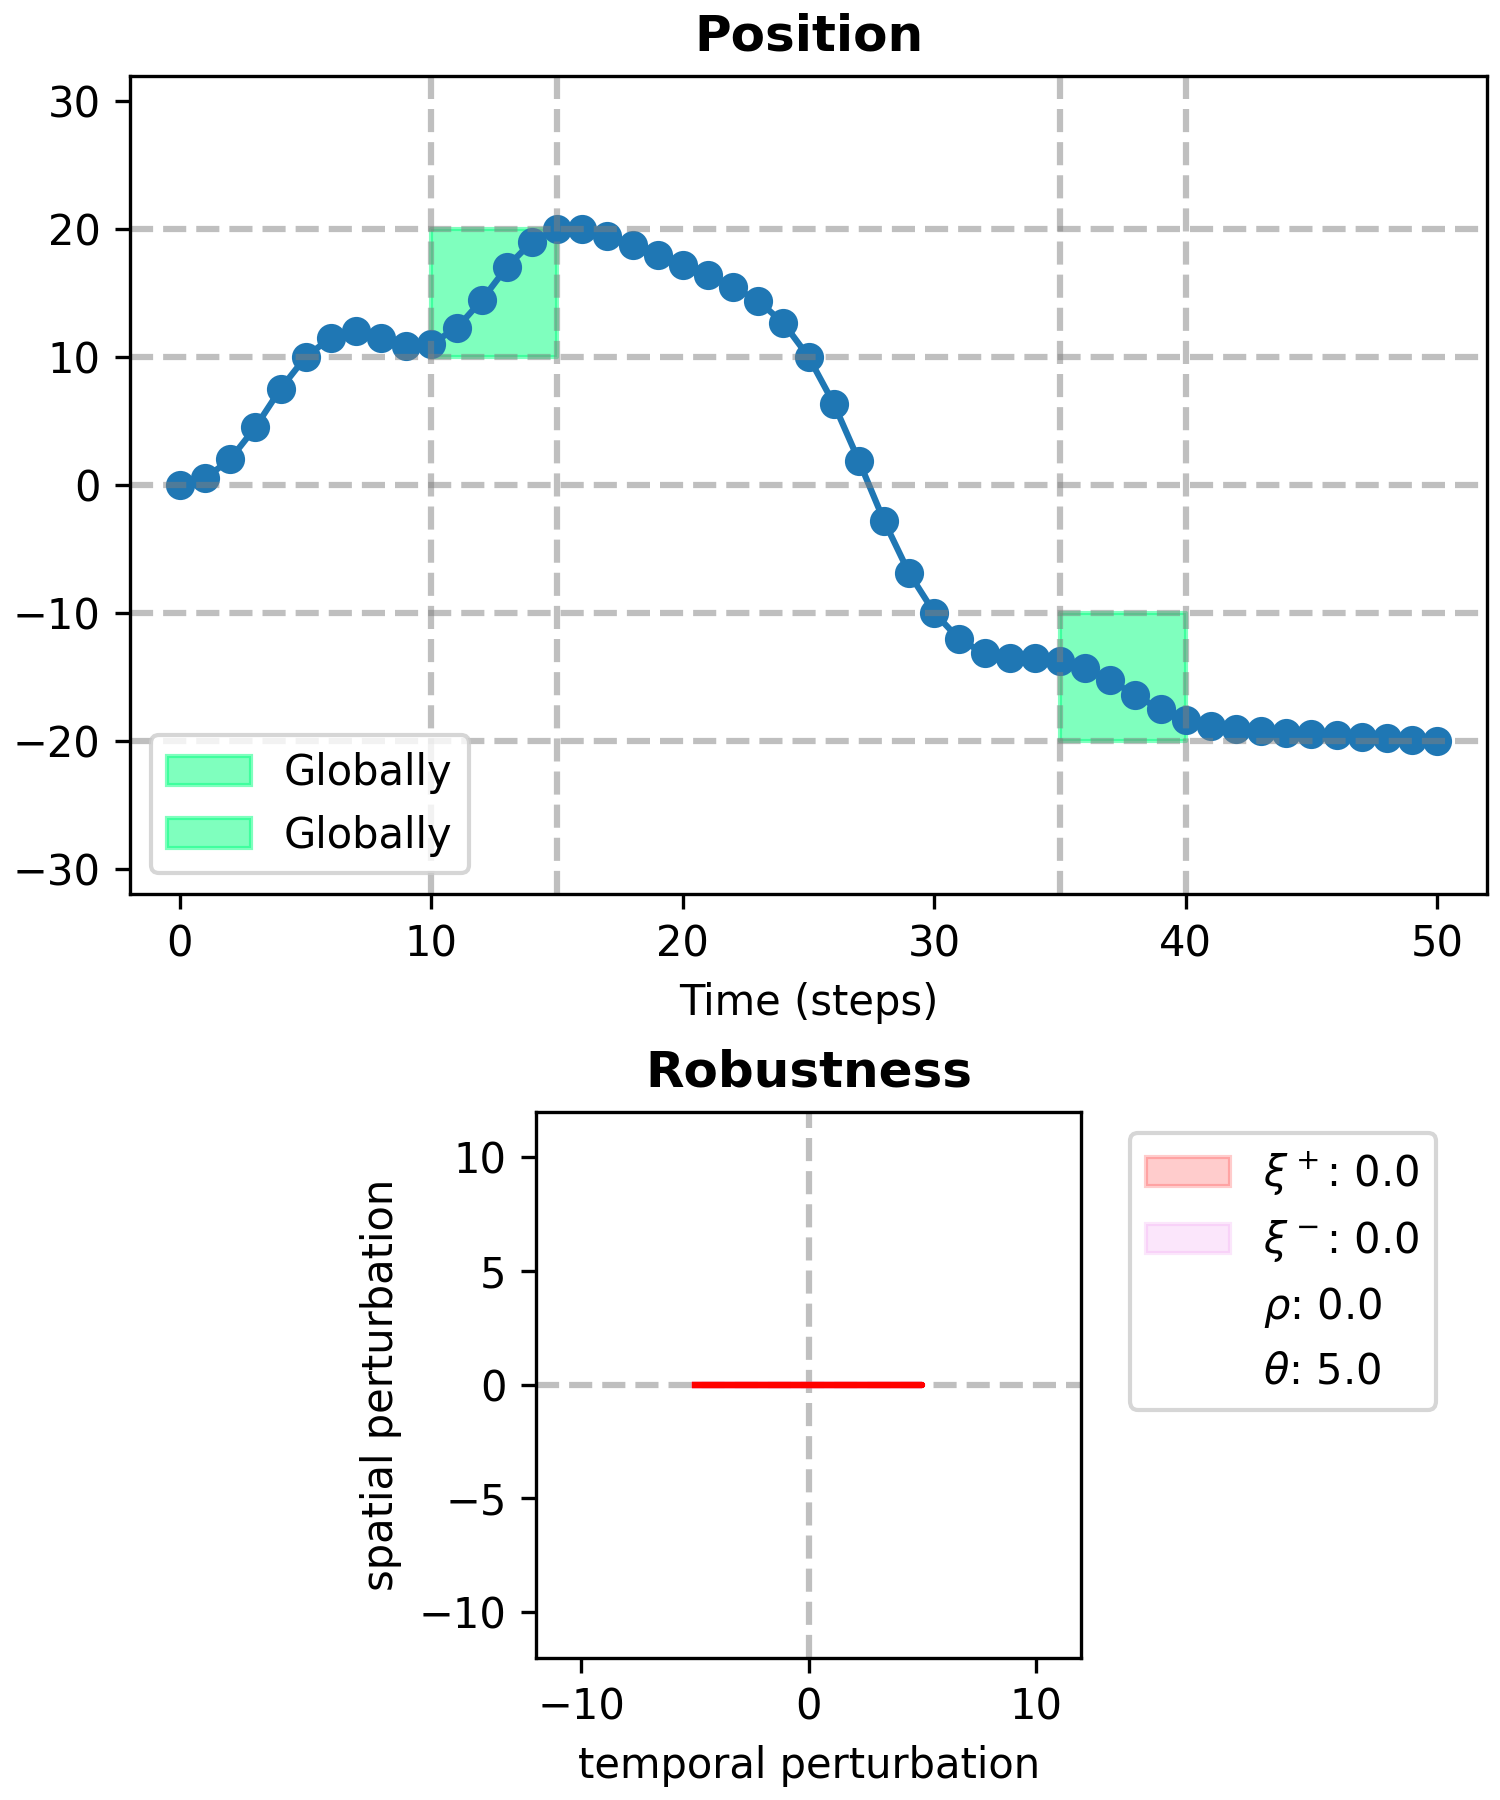 Position
30
20
10
0
−10
−20
−30
Globally
Globally
0 10 20 30 40 50
Time (steps)
Robustness
10
5
0
−5
−10
spatial perturbation
−10 0 10
temporal perturbation
ξ⁺: 0.0
ξ⁻: 0.0
ρ: 0.0
θ: 5.0